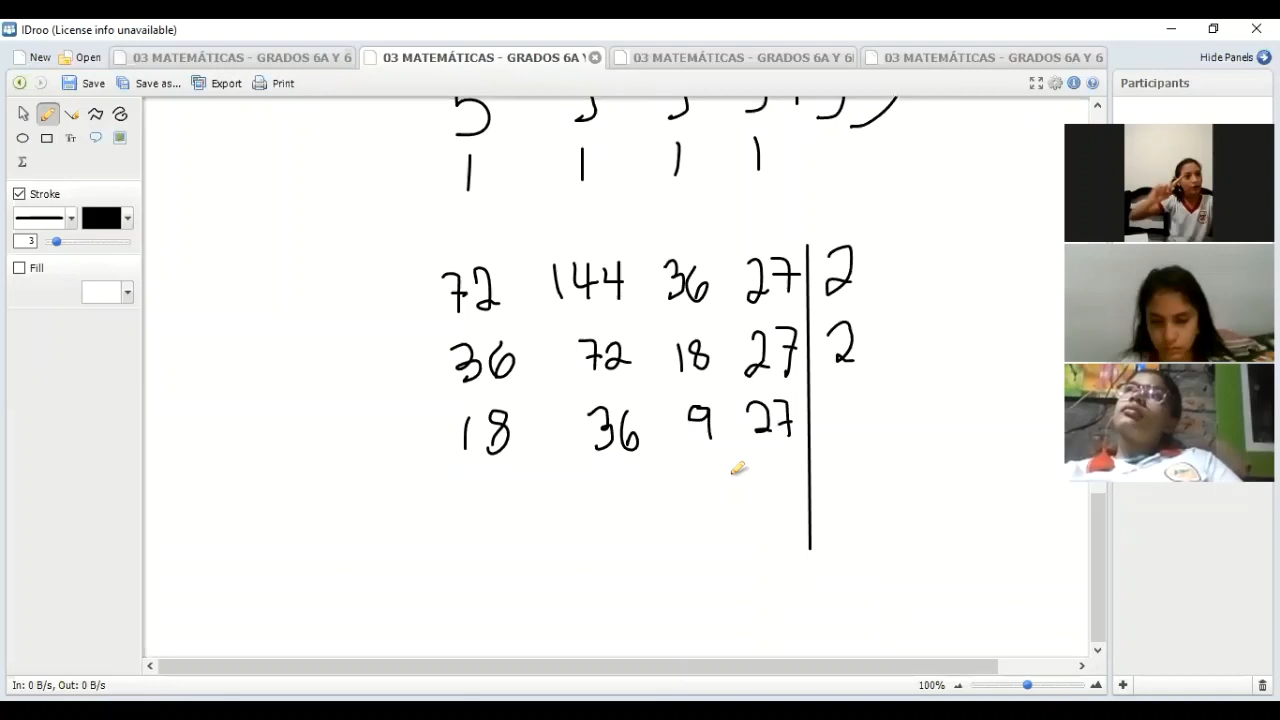 IDroo (License info unavailable)
New Open 03 MATEMÁTICAS - GRADOS 6A Y 6 03 MATEMÁTICAS - GRADOS 6A Y 03 MATEMÁTICAS - GRADOS 6A Y 6 03 MATEMÁTICAS - GRADOS 6A Y 6 Hide Panels
Save Save as... Export Print Participants
Tт
Σ
Stroke
3
Fill
5
1 1 1 1
72 144 36 27 2
36 72 18 27 2
18 36 9 27
In: 0 B/s, Out: 0 B/s 100%